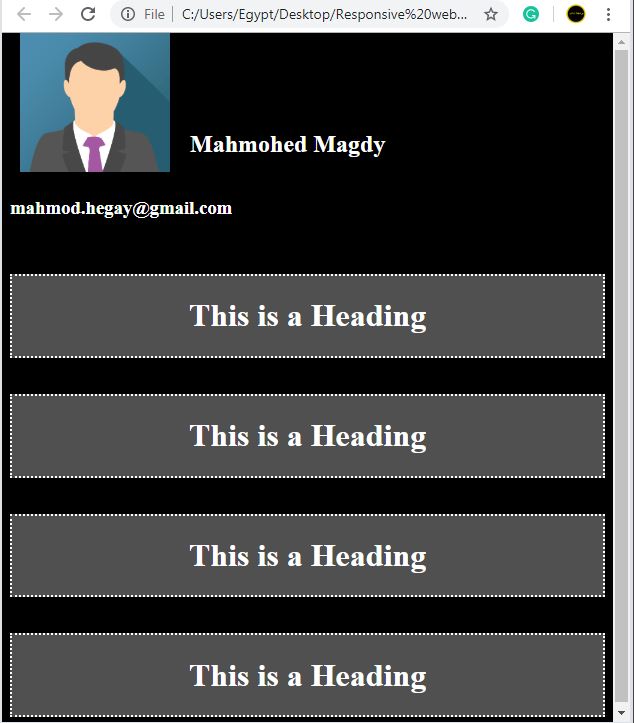 File
C:/Users/Egypt/Desktop/Responsive%20web...
Mahmohed Magdy
mahmod.hegay@gmail.com
This is a Heading
This is a Heading
This is a Heading
This is a Heading